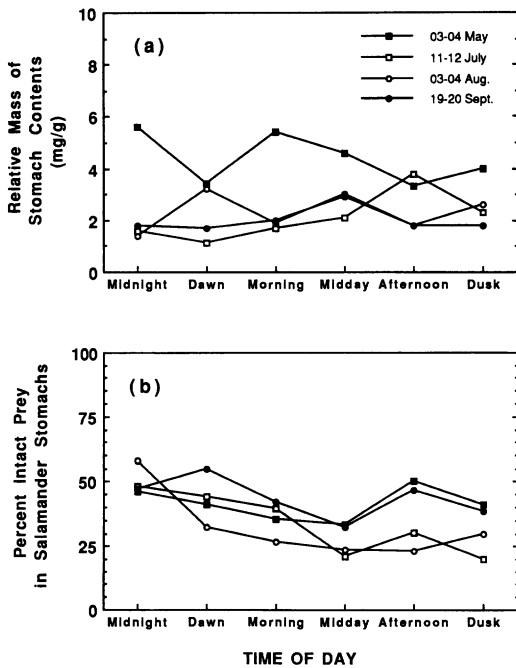 10
(a)
03-04 May
11-12 July
03-04 Aug.
19-20 Sept.
8
6
4
2
0
Relative Mass of
Stomach Contents
(mg/g)
Midnight Dawn Morning Midday Afternoon Dusk
100
(b)
75
50
25
0
Percent Intact Prey
in Salamander Stomachs
Midnight Dawn Morning Midday Afternoon Dusk
TIME OF DAY